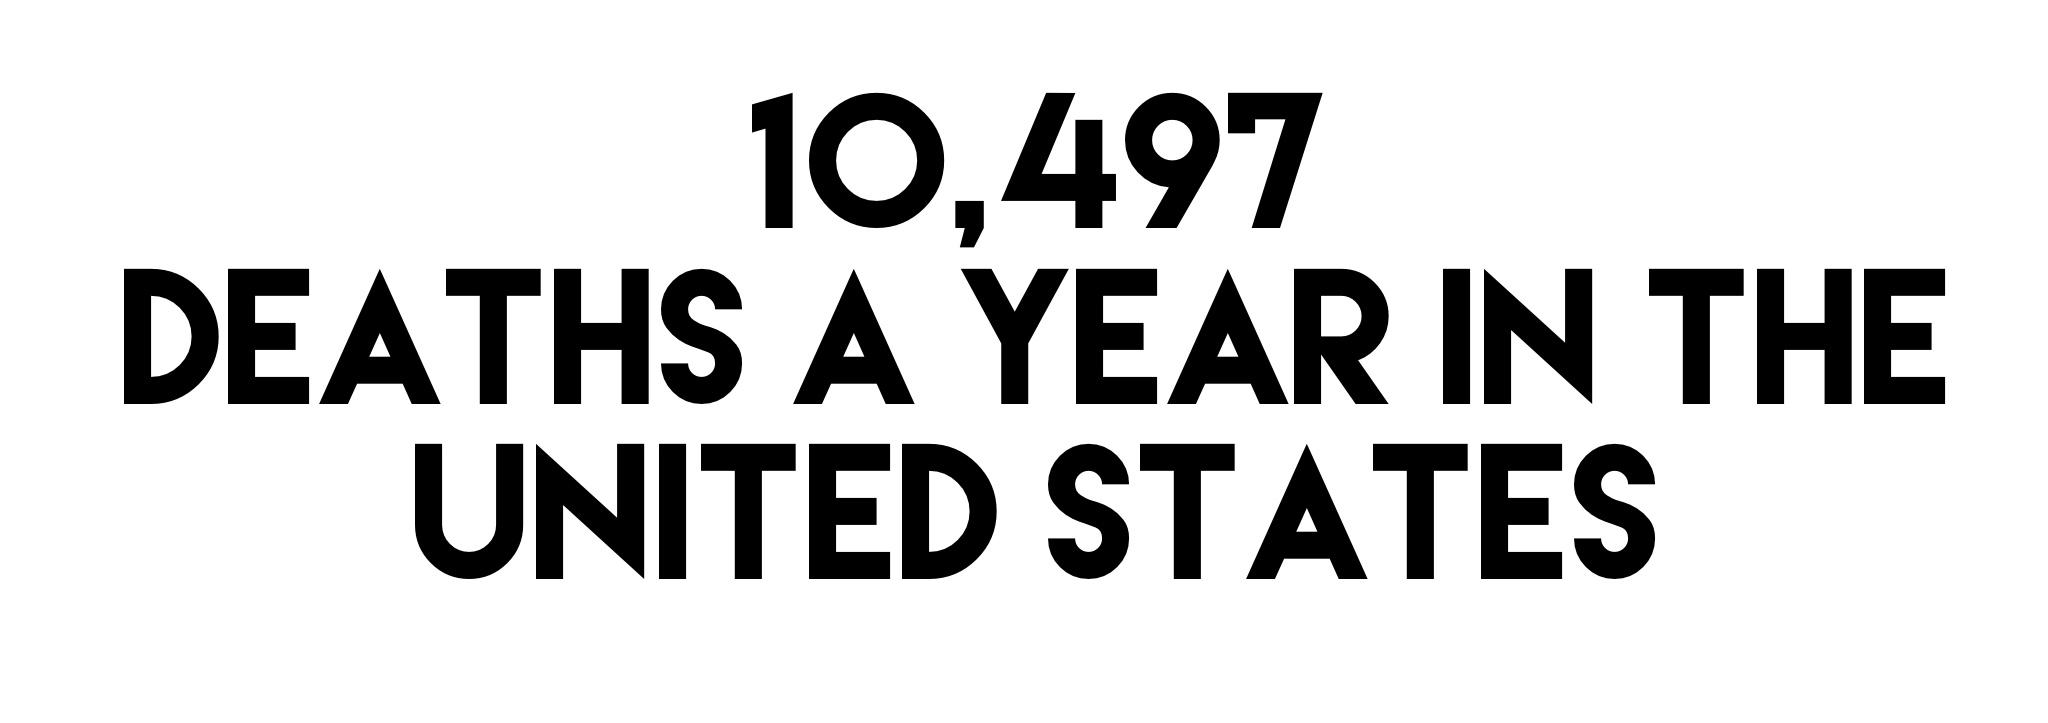 10,497
DEATHS A YEAR IN THE
UNITED STATES